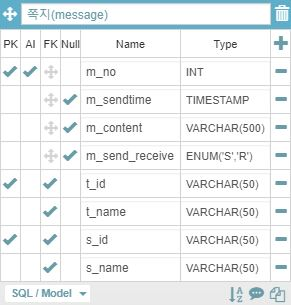 쪽지(message)
PK AI FK Null Name Type
m_no INT
m_sendtime TIMESTAMP
m_content VARCHAR(500)
m_send_receive ENUM('S','R')
t_id VARCHAR(50)
t_name VARCHAR(50)
s_id VARCHAR(50)
s_name VARCHAR(50)
SQL / Model